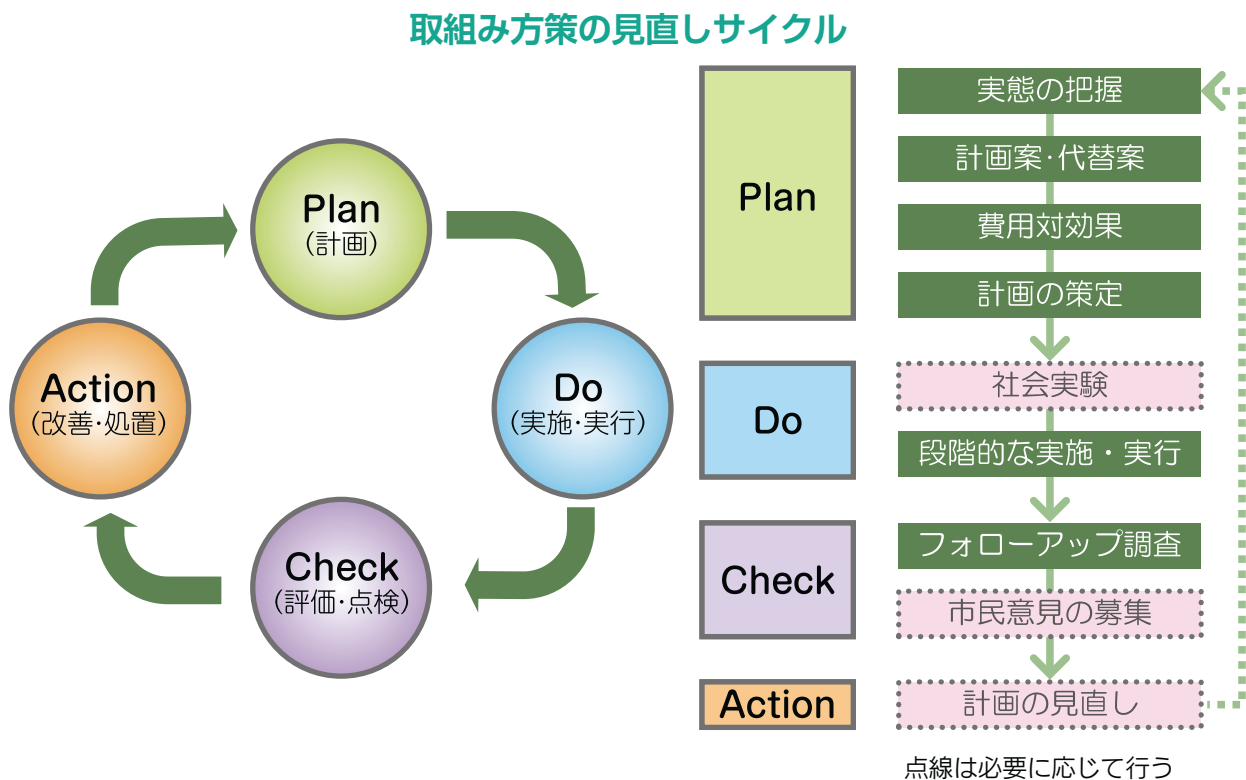 取組み方策の見直しサイクル
Plan
(計画)
Do
(実施・実行)
Check
(評価・点検)
Action
(改善・処置)
Plan
実態の把握
計画案・代替案
費用対効果
計画の策定
Do
社会実験
段階的な実施・実行
Check
フォローアップ調査
市民意見の募集
Action
計画の見直し
点線は必要に応じて行う